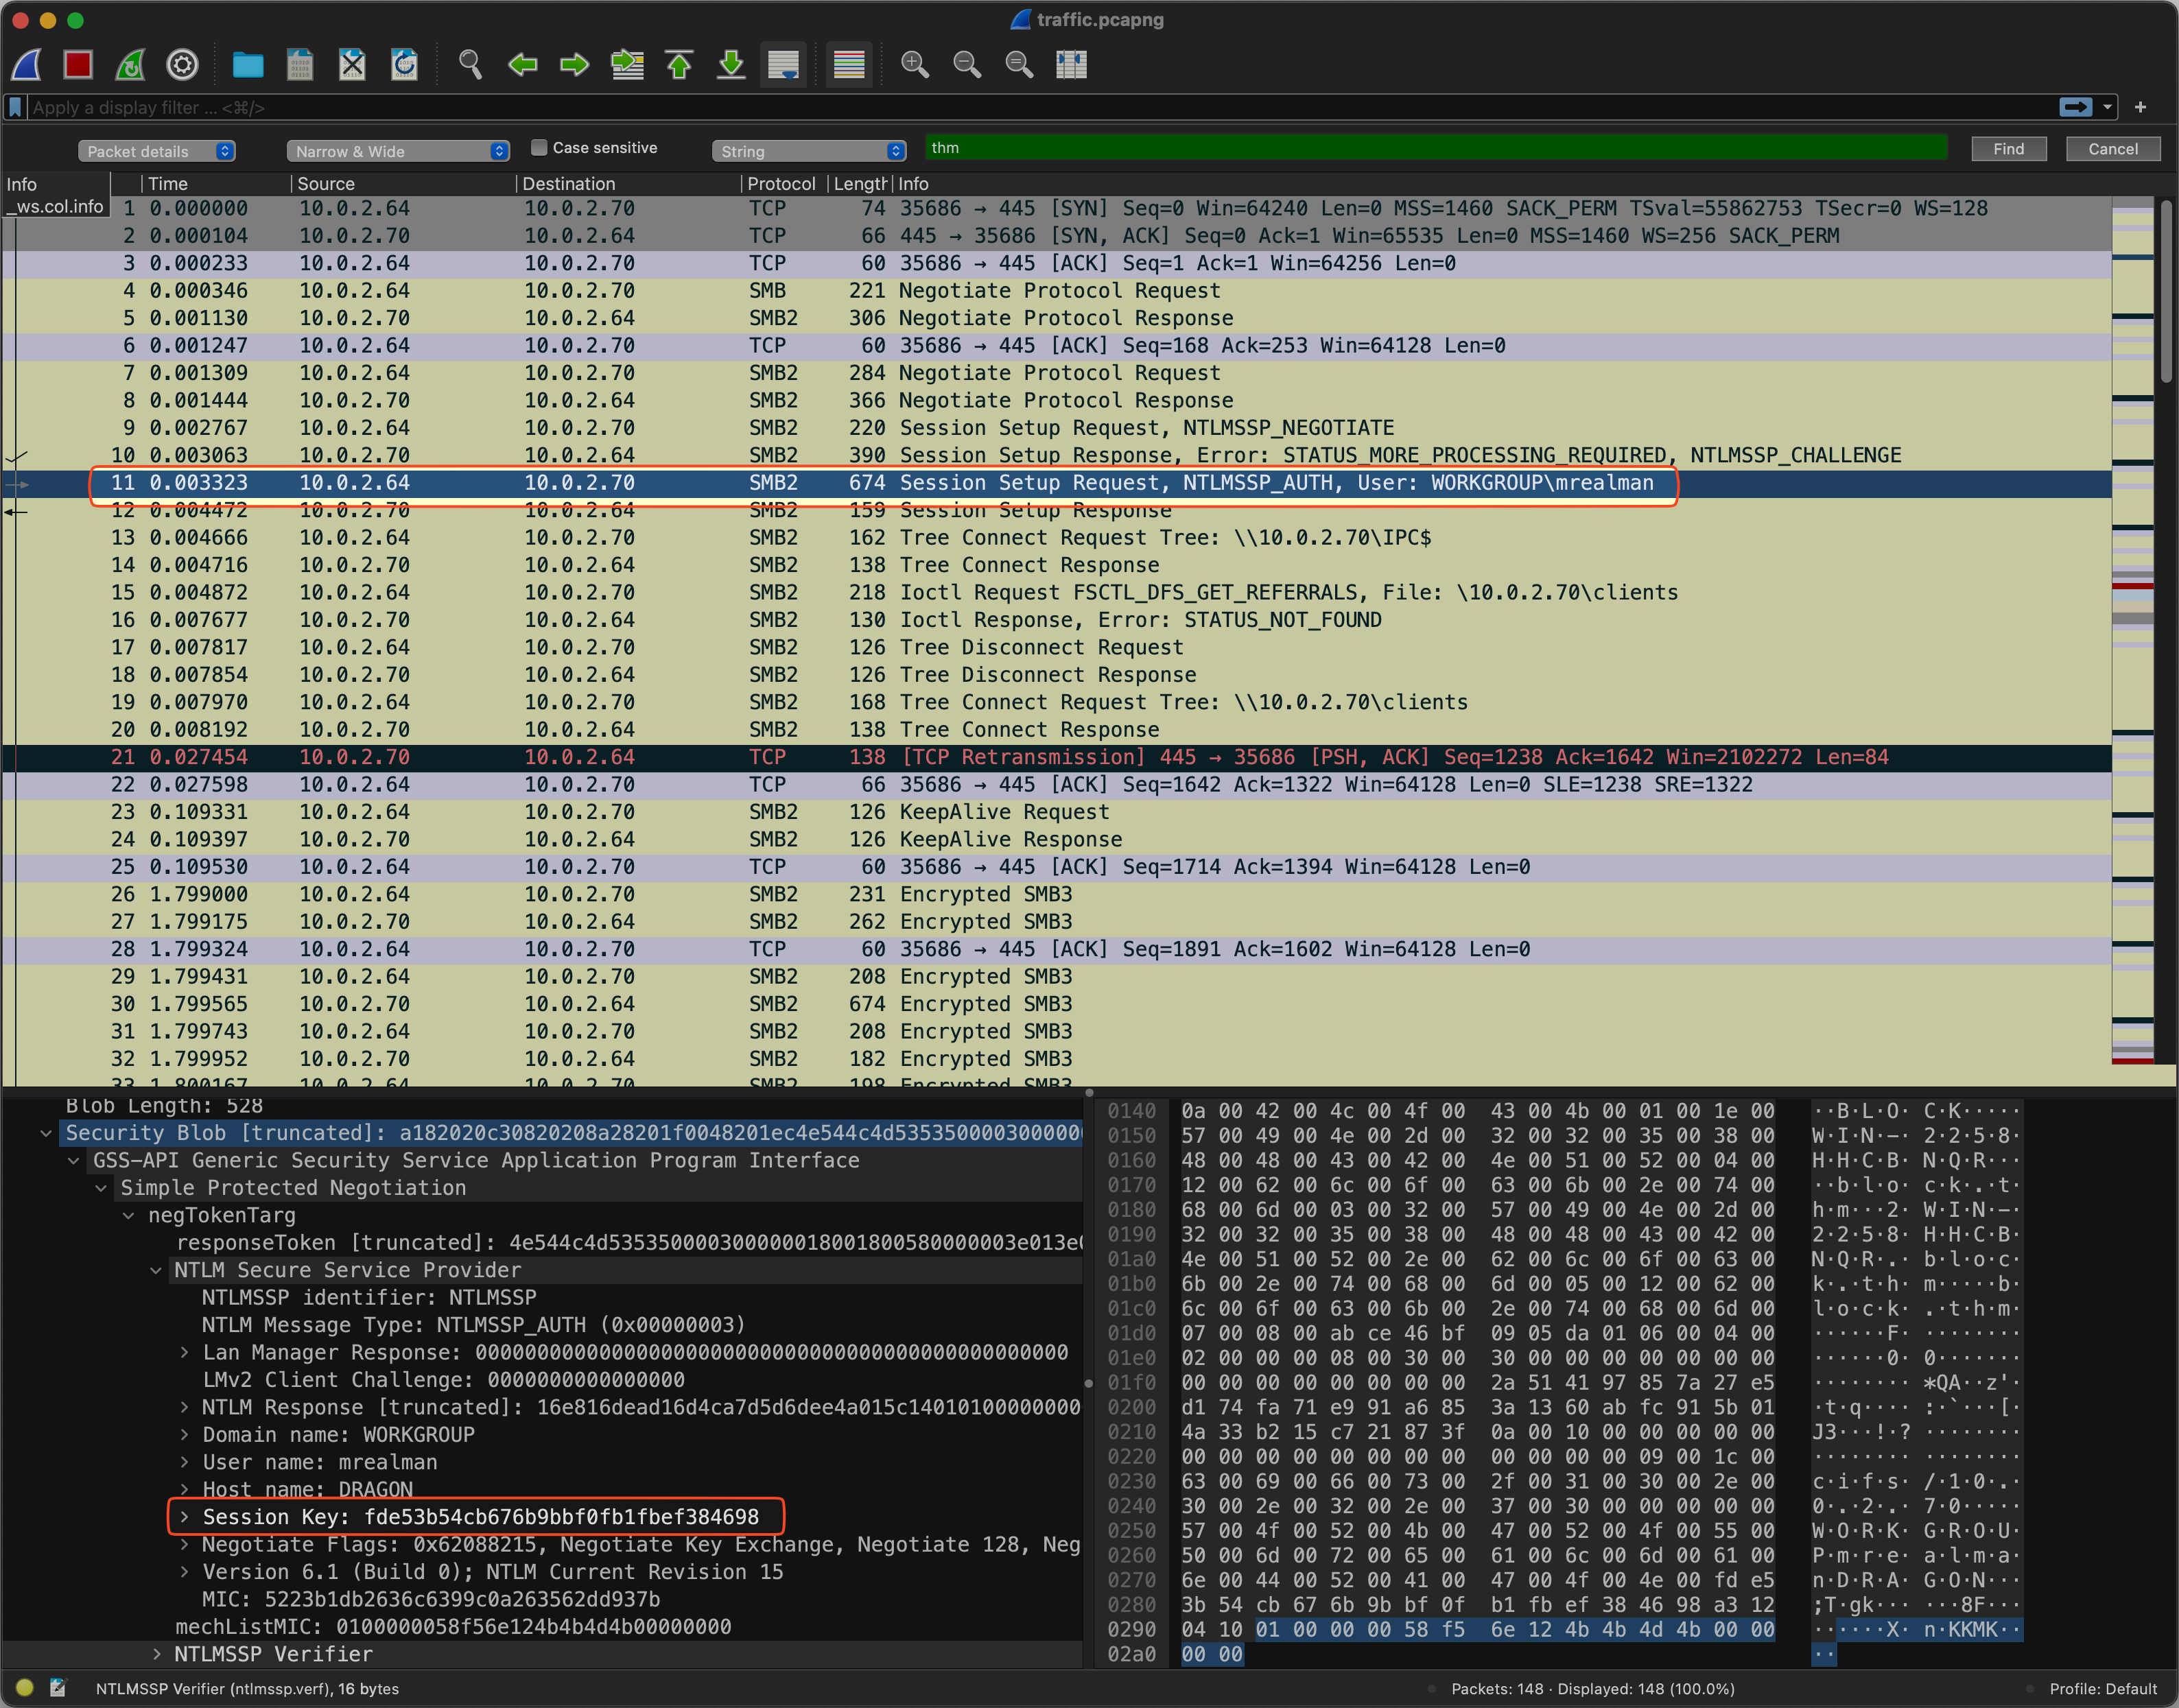 traffic.pcapng
Apply a display filter ... <⌘/>
Packet details Narrow & Wide Case sensitive String thm Find Cancel
Info Time Source Destination Protocol Length Info
_ws.col.info
1 0.000000 10.0.2.64 10.0.2.70 TCP 74 35686 → 445 [SYN] Seq=0 Win=64240 Len=0 MSS=1460 SACK_PERM TSval=55862753 TSecr=0 WS=128
2 0.000104 10.0.2.70 10.0.2.64 TCP 66 445 → 35686 [SYN, ACK] Seq=0 Ack=1 Win=65535 Len=0 MSS=1460 WS=256 SACK_PERM
3 0.000233 10.0.2.64 10.0.2.70 TCP 60 35686 → 445 [ACK] Seq=1 Ack=1 Win=64256 Len=0
4 0.000346 10.0.2.64 10.0.2.70 SMB 221 Negotiate Protocol Request
5 0.001130 10.0.2.70 10.0.2.64 SMB2 306 Negotiate Protocol Response
6 0.001247 10.0.2.64 10.0.2.70 TCP 60 35686 → 445 [ACK] Seq=168 Ack=253 Win=64128 Len=0
7 0.001309 10.0.2.64 10.0.2.70 SMB2 284 Negotiate Protocol Request
8 0.001444 10.0.2.70 10.0.2.64 SMB2 366 Negotiate Protocol Response
9 0.002767 10.0.2.64 10.0.2.70 SMB2 220 Session Setup Request, NTLMSSP_NEGOTIATE
10 0.003063 10.0.2.70 10.0.2.64 SMB2 390 Session Setup Response, Error: STATUS_MORE_PROCESSING_REQUIRED, NTLMSSP_CHALLENGE
11 0.003323 10.0.2.64 10.0.2.70 SMB2 674 Session Setup Request, NTLMSSP_AUTH, User: WORKGROUP\mrealman
12 0.004472 10.0.2.70 10.0.2.64 SMB2 159 Session Setup Response
13 0.004666 10.0.2.64 10.0.2.70 SMB2 162 Tree Connect Request Tree: \\10.0.2.70\IPC$
14 0.004716 10.0.2.70 10.0.2.64 SMB2 138 Tree Connect Response
15 0.004872 10.0.2.64 10.0.2.70 SMB2 218 Ioctl Request FSCTL_DFS_GET_REFERRALS, File: \10.0.2.70\clients
16 0.007677 10.0.2.70 10.0.2.64 SMB2 130 Ioctl Response, Error: STATUS_NOT_FOUND
17 0.007817 10.0.2.64 10.0.2.70 SMB2 126 Tree Disconnect Request
18 0.007854 10.0.2.70 10.0.2.64 SMB2 126 Tree Disconnect Response
19 0.007970 10.0.2.64 10.0.2.70 SMB2 168 Tree Connect Request Tree: \\10.0.2.70\clients
20 0.008192 10.0.2.70 10.0.2.64 SMB2 138 Tree Connect Response
21 0.027454 10.0.2.70 10.0.2.64 TCP 138 [TCP Retransmission] 445 → 35686 [PSH, ACK] Seq=1238 Ack=1642 Win=2102272 Len=84
22 0.027598 10.0.2.64 10.0.2.70 TCP 66 35686 → 445 [ACK] Seq=1642 Ack=1322 Win=64128 Len=0 SLE=1238 SRE=1322
23 0.109331 10.0.2.64 10.0.2.70 SMB2 126 KeepAlive Request
24 0.109397 10.0.2.70 10.0.2.64 SMB2 126 KeepAlive Response
25 0.109530 10.0.2.64 10.0.2.70 TCP 60 35686 → 445 [ACK] Seq=1714 Ack=1394 Win=64128 Len=0
26 1.799000 10.0.2.64 10.0.2.70 SMB2 231 Encrypted SMB3
27 1.799175 10.0.2.70 10.0.2.64 SMB2 262 Encrypted SMB3
28 1.799324 10.0.2.64 10.0.2.70 TCP 60 35686 → 445 [ACK] Seq=1891 Ack=1602 Win=64128 Len=0
29 1.799431 10.0.2.64 10.0.2.70 SMB2 208 Encrypted SMB3
30 1.799565 10.0.2.70 10.0.2.64 SMB2 674 Encrypted SMB3
31 1.799743 10.0.2.64 10.0.2.70 SMB2 208 Encrypted SMB3
32 1.799952 10.0.2.70 10.0.2.64 SMB2 182 Encrypted SMB3
33 1.800167 10.0.2.64 10.0.2.70 SMB2 198 Encrypted SMB3
Blob Length: 528
Security Blob [truncated]: a182020c30820208a28201f0048201ec4e544c4d5353500003000000
GSS-API Generic Security Service Application Program Interface
Simple Protected Negotiation
negTokenTarg
responseToken [truncated]: 4e544c4d535350000300000018001800580000003e013e0
NTLM Secure Service Provider
NTLMSSP identifier: NTLMSSP
NTLM Message Type: NTLMSSP_AUTH (0x00000003)
Lan Manager Response: 000000000000000000000000000000000000000000000000
LMv2 Client Challenge: 0000000000000000
NTLM Response [truncated]: 16e816dead16d4ca7d5d6dee4a015c14010100000000
Domain name: WORKGROUP
User name: mrealman
Host name: DRAGON
Session Key: fde53b54cb676b9bbf0fb1fbef384698
Negotiate Flags: 0x62088215, Negotiate Key Exchange, Negotiate 128, Neg
Version 6.1 (Build 0); NTLM Current Revision 15
MIC: 5223b1db2636c6399c0a263562dd937b
mechListMIC: 0100000058f56e124b4b4d4b00000000
NTLMSSP Verifier
0140 0a 00 42 00 4c 00 4f 00 43 00 4b 00 01 00 1e 00 ··B·L·O· C·K·····
0150 57 00 49 00 4e 00 2d 00 32 00 32 00 35 00 38 00 W·I·N·-· 2·2·5·8·
0160 48 00 48 00 43 00 42 00 4e 00 51 00 52 00 04 00 H·H·C·B· N·Q·R···
0170 12 00 62 00 6c 00 6f 00 63 00 6b 00 2e 00 74 00 ··b·l·o· c·k·.·t·
0180 68 00 6d 00 03 00 32 00 57 00 49 00 4e 00 2d 00 h·m···2· W·I·N·-·
0190 32 00 32 00 35 00 38 00 48 00 48 00 43 00 42 00 2·2·5·8· H·H·C·B·
01a0 4e 00 51 00 52 00 2e 00 62 00 6c 00 6f 00 63 00 N·Q·R·.· b·l·o·c·
01b0 6b 00 2e 00 74 00 68 00 6d 00 05 00 12 00 62 00 k·.·t·h· m·····b·
01c0 6c 00 6f 00 63 00 6b 00 2e 00 74 00 68 00 6d 00 l·o·c·k· .·t·h·m·
01d0 07 00 08 00 ab ce 46 bf 09 05 da 01 06 00 04 00 ······F· ········
01e0 02 00 00 00 08 00 30 00 30 00 00 00 00 00 00 00 ······0· 0·······
01f0 00 00 00 00 00 00 00 00 2a 51 41 97 85 7a 27 e5 ········ *QA··z'·
0200 d1 74 fa 71 e9 91 a6 85 3a 13 60 ab fc 91 5b 01 ·t·q···· :·`···[·
0210 4a 33 b2 15 c7 21 87 3f 0a 00 10 00 00 00 00 00 J3···!·? ········
0220 00 00 00 00 00 00 00 00 00 00 00 00 09 00 1c 00 ········ ········
0230 63 00 69 00 66 00 73 00 2f 00 31 00 30 00 2e 00 c·i·f·s· /·1·0·.·
0240 30 00 2e 00 32 00 2e 00 37 00 30 00 00 00 00 00 0·.·2·.· 7·0·····
0250 57 00 4f 00 52 00 4b 00 47 00 52 00 4f 00 55 00 W·O·R·K· G·R·O·U·
0260 50 00 6d 00 72 00 65 00 61 00 6c 00 6d 00 61 00 P·m·r·e· a·l·m·a·
0270 6e 00 44 00 52 00 41 00 47 00 4f 00 4e 00 fd e5 n·D·R·A· G·O·N···
0280 3b 54 cb 67 6b 9b bf 0f b1 fb ef 38 46 98 a3 12 ;T·gk··· ···8F···
0290 04 10 01 00 00 00 58 f5 6e 12 4b 4b 4d 4b 00 00 ······X· n·KKMK··
02a0 00 00 ··
NTLMSSP Verifier (ntlmssp.verf), 16 bytes Packets: 148 · Displayed: 148 (100.0%) Profile: Default